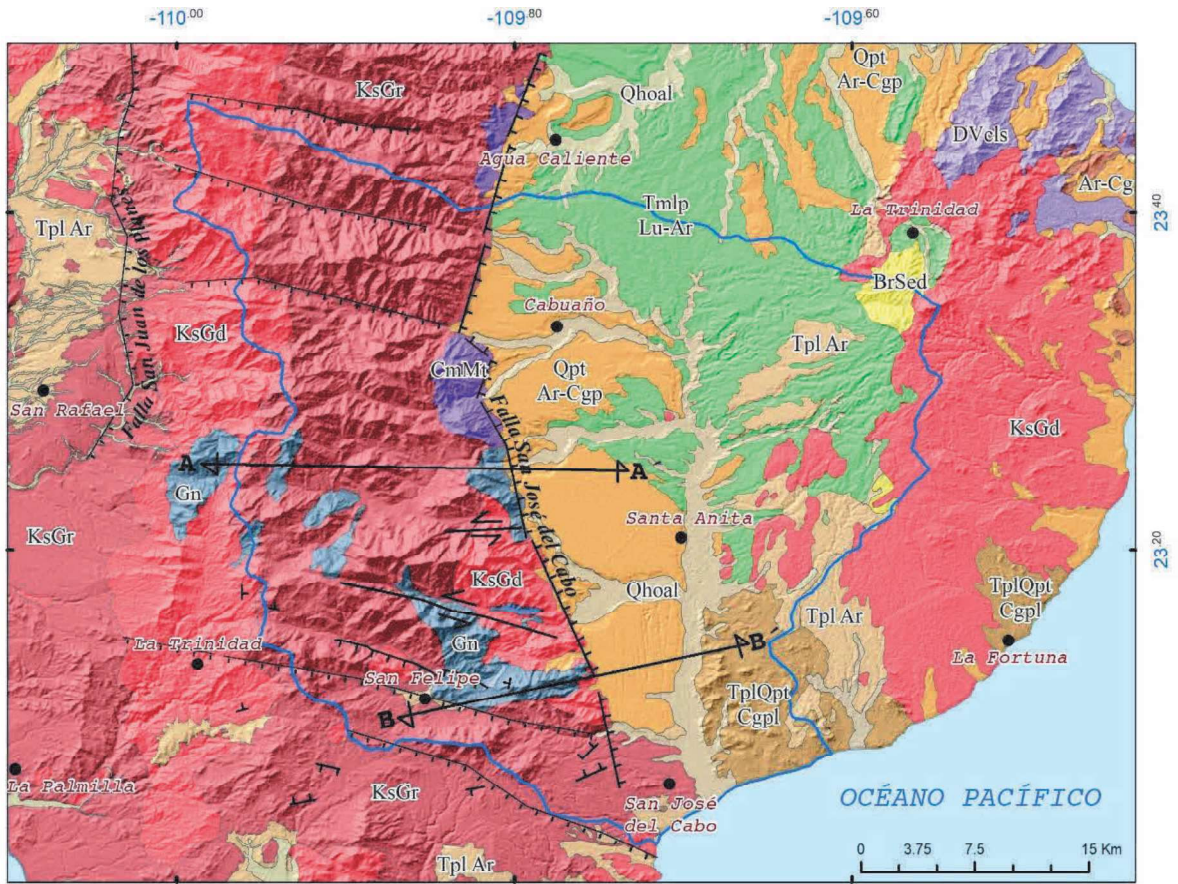 -110.00
-109.80
-109.60
KsGr
Qhoal
Qpt
Ar-Cgp
DVcls
Agua Caliente
Ar-Cg
Tmlp
Lu-Ar
La Trinidad
23.40
Tpl Ar
Falla San Juan de los Planes
BrSed
Cabuaño
KsGd
Tpl Ar
CmMt
Qpt
Ar-Cgp
San Rafael
Falla San José del Cabo
KsGd
A
A
Gn
Santa Anita
KsGr
23.20
KsGd
Qhoal
TplQpt
Cgpl
Tpl Ar
Gn
B'
La Trinidad
La Fortuna
San Felipe
TplQpt
Cgpl
B
La Palmilla
KsGr
San José
del Cabo
OCÉANO PACÍFICO
Tpl Ar
0 3.75 7.5 15 Km